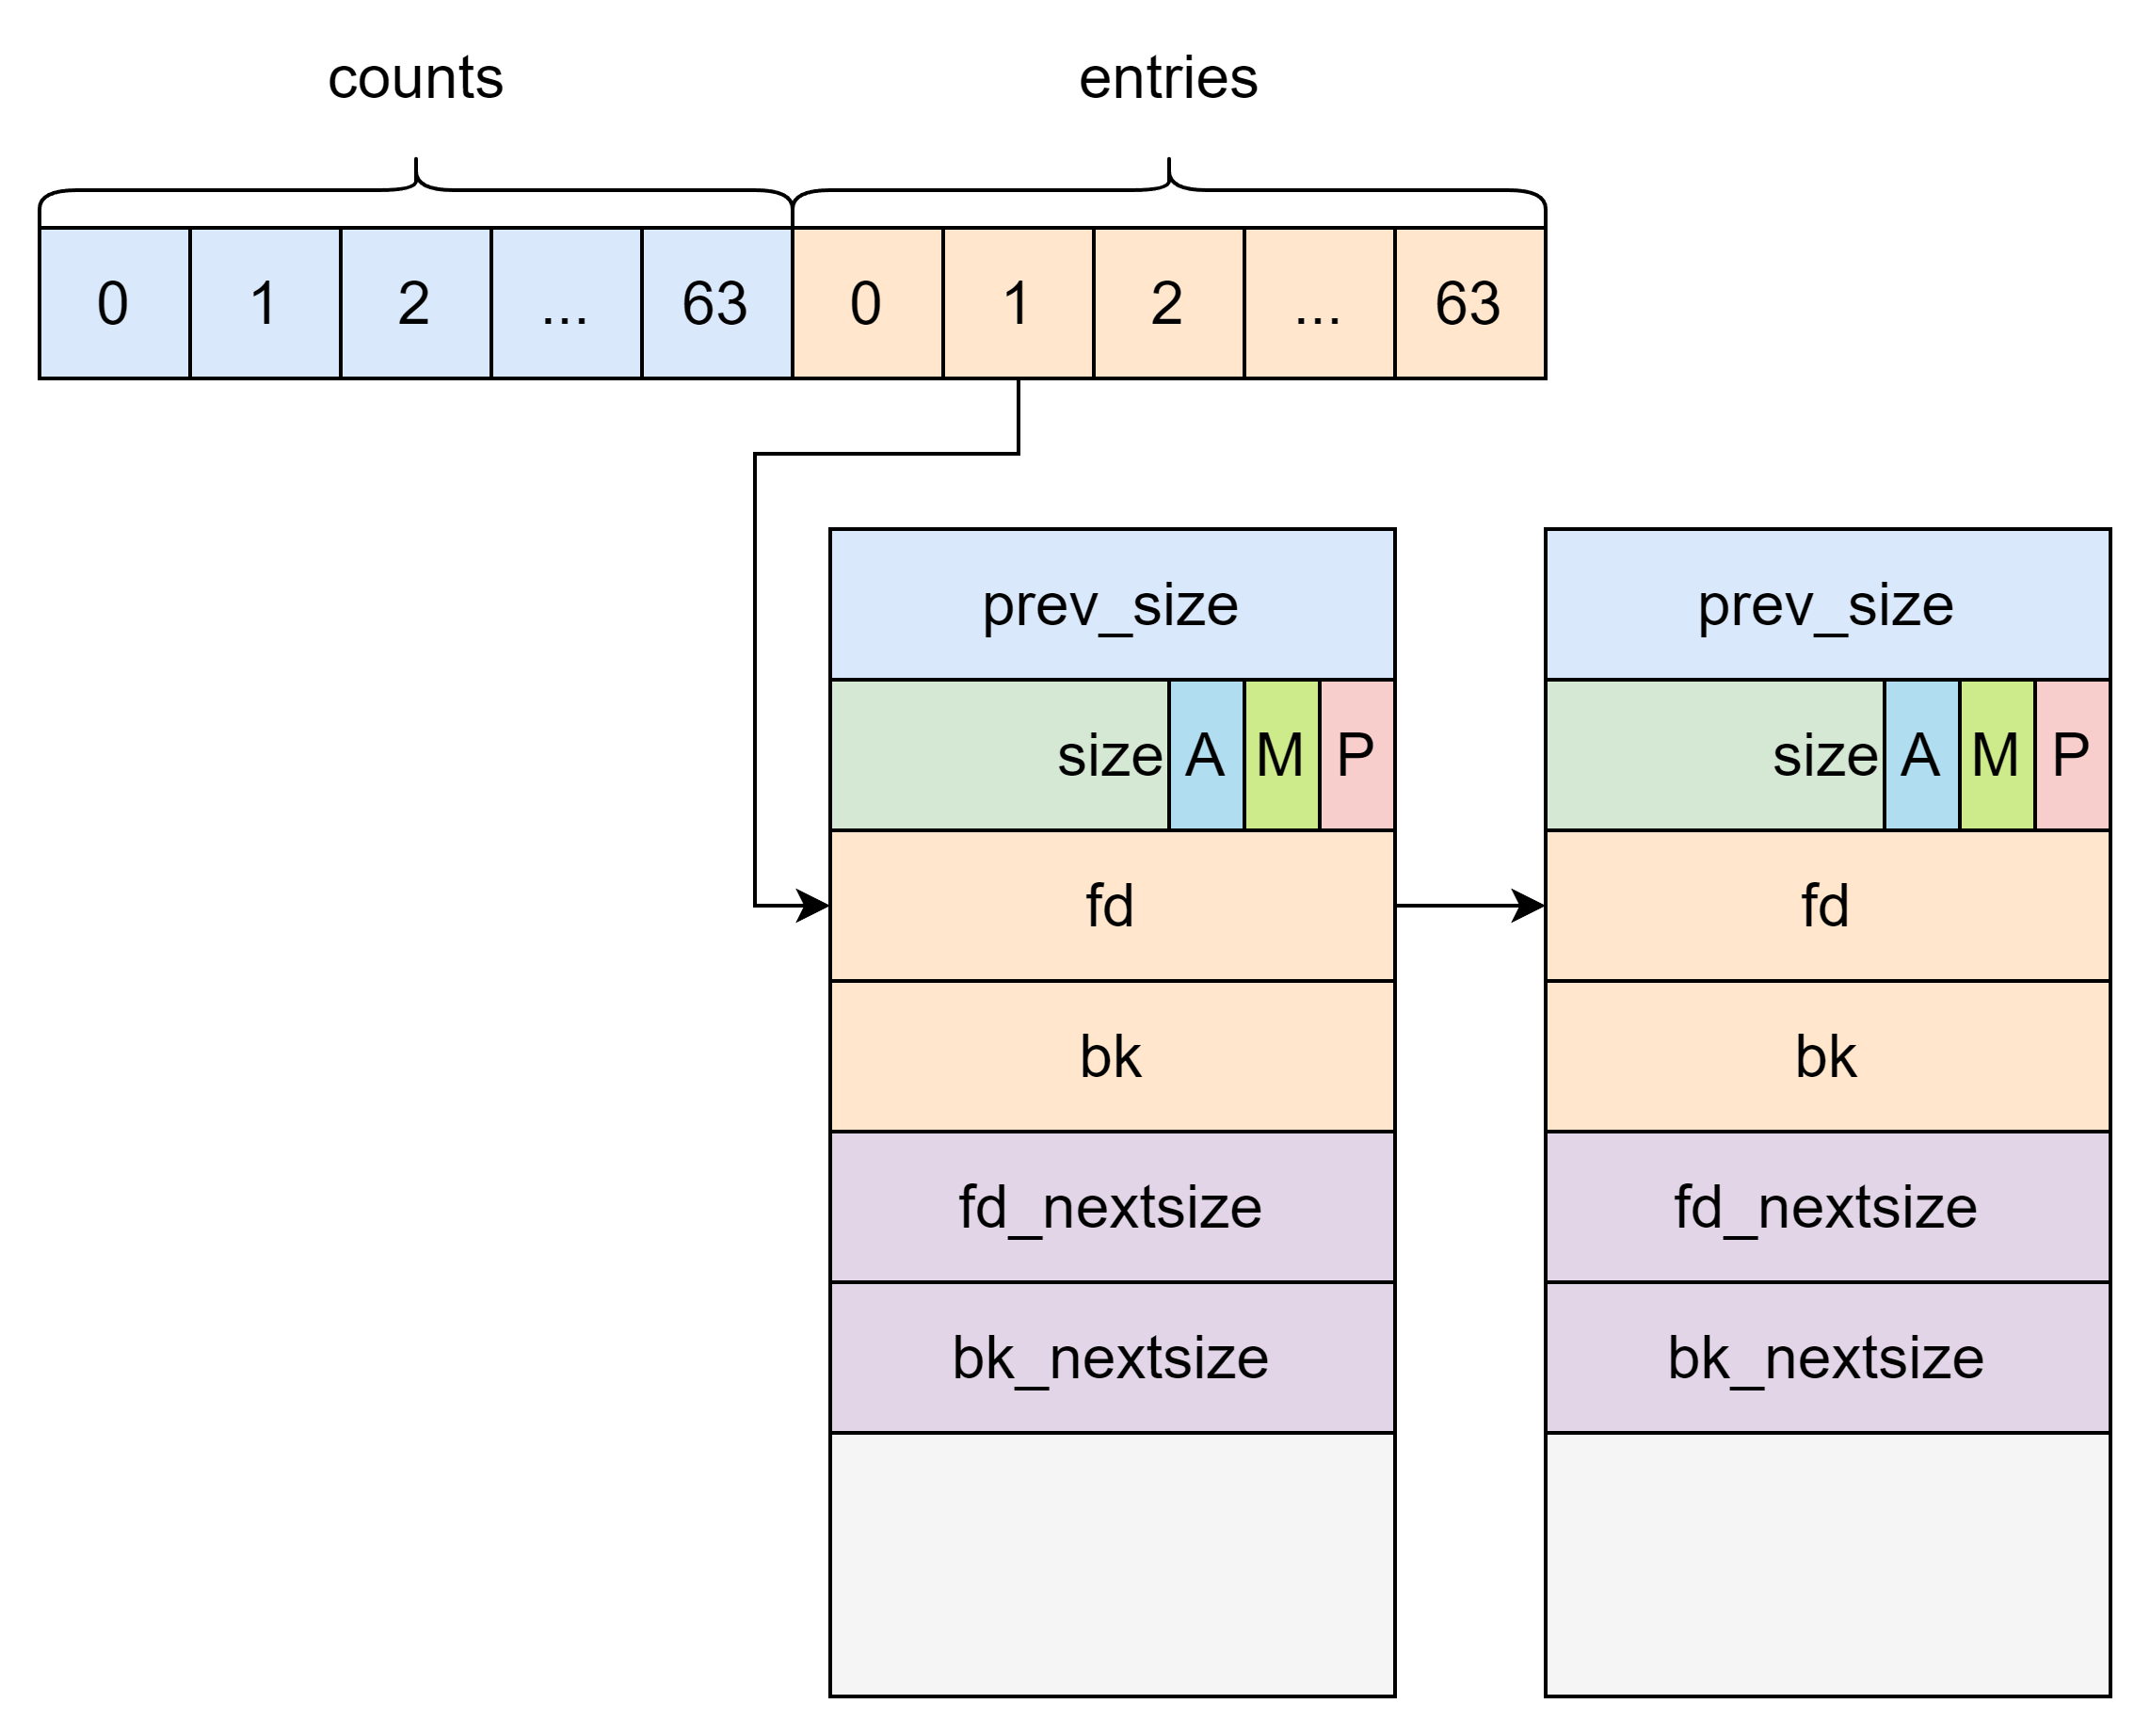 counts entries
0 1 2 ... 63 0 1 2 ... 63
prev_size prev_size
size A M P size A M P
fd fd
bk bk
fd_nextsize fd_nextsize
bk_nextsize bk_nextsize